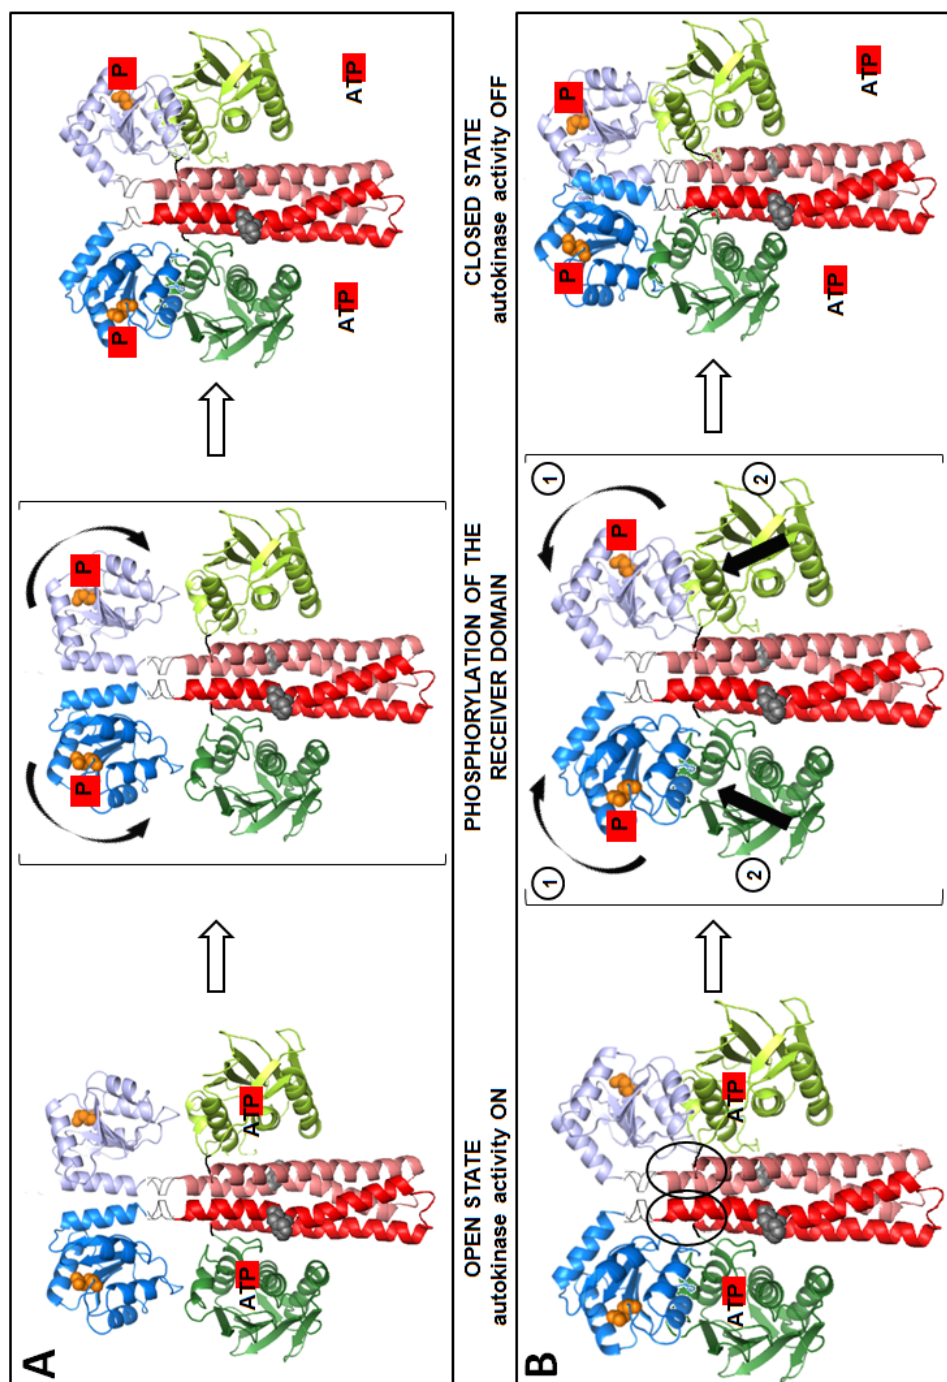 A
ATP
ATP
P
P
P
P
ATP
ATP
OPEN STATE
autokinase activity ON
PHOSPHORYLATION OF THE
RECEIVER DOMAIN
CLOSED STATE
autokinase activity OFF
B
ATP
ATP
1
1
P
P
2
2
P
P
ATP
ATP